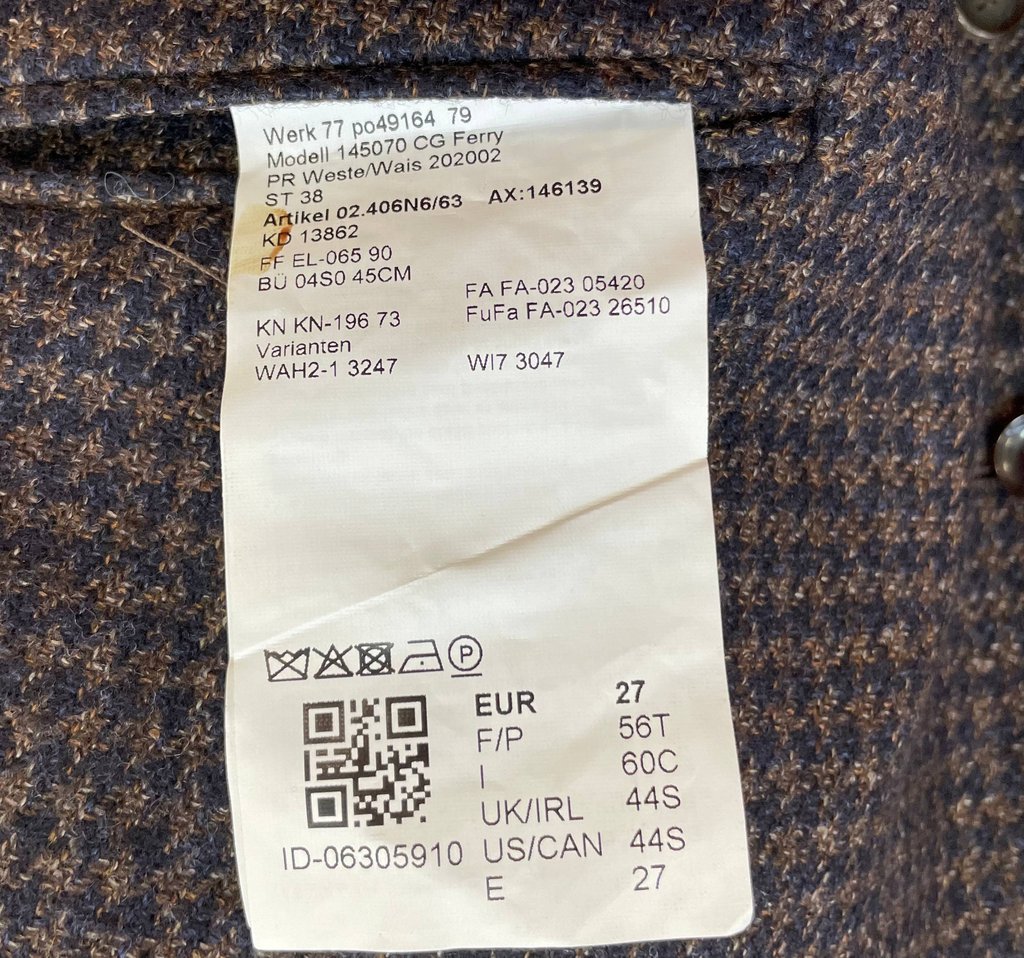 Werk 77 po49164 79
Modell 145070 CG Ferry
PR Weste/Wais 202002
ST 38
Artikel 02.406N6/63 AX:146139
KD 13862
FF EL-065 90
BÜ 04S0 45CM
FA FA-023 05420
KN KN-196 73 FuFa FA-023 26510
Varianten
WAH2-1 3247 WI7 3047
P
EUR 27
F/P 56T
I 60C
UK/IRL 44S
ID-06305910 US/CAN 44S
E 27